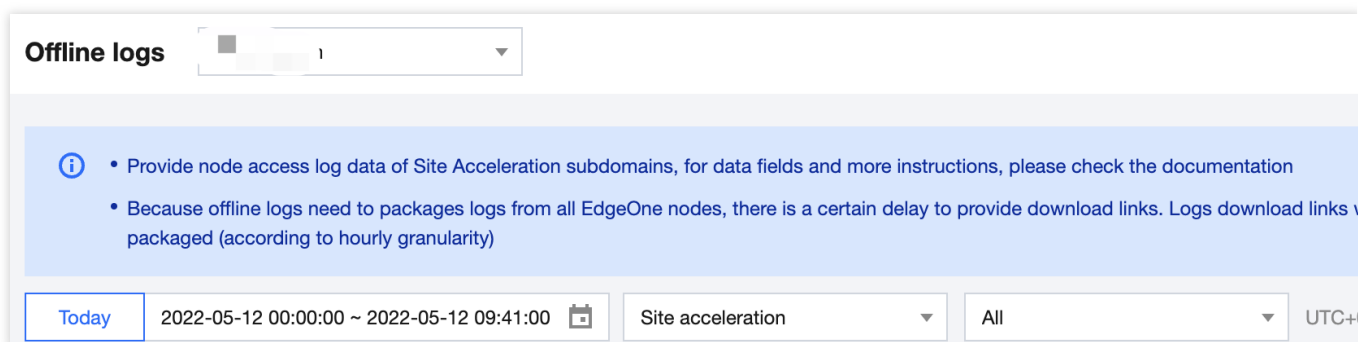 Offline logs
• Provide node access log data of Site Acceleration subdomains, for data fields and more instructions, please check the documentation
• Because offline logs need to packages logs from all EdgeOne nodes, there is a certain delay to provide download links. Logs download links
packaged (according to hourly granularity)
Today 2022-05-12 00:00:00 ~ 2022-05-12 09:41:00 Site acceleration All UTC+